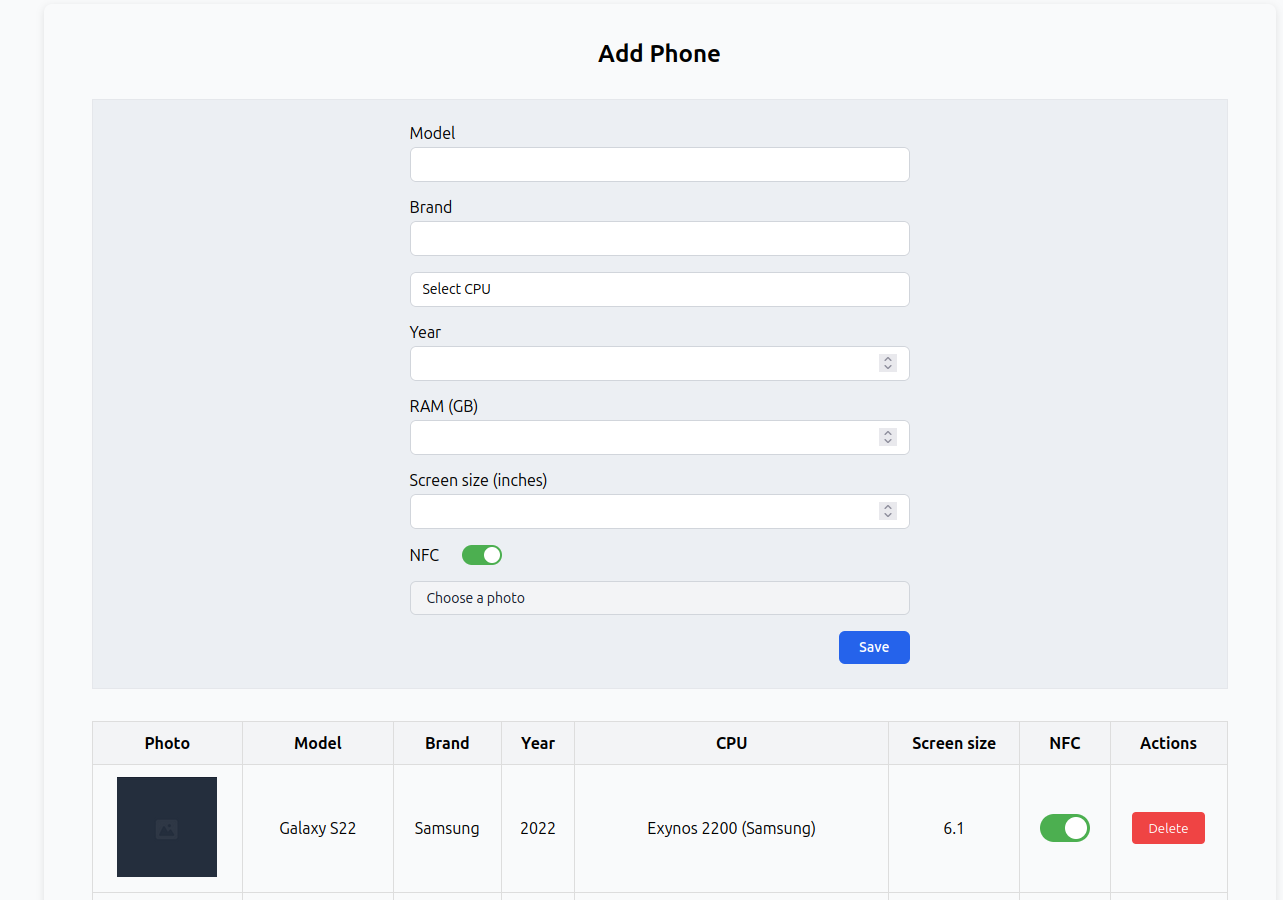 Add Phone
Model
Brand
Select CPU
Year
RAM (GB)
Screen size (inches)
NFC
Choose a photo
Save
Photo Model Brand Year CPU Screen size NFC Actions
Galaxy S22 Samsung 2022 Exynos 2200 (Samsung) 6.1 Delete